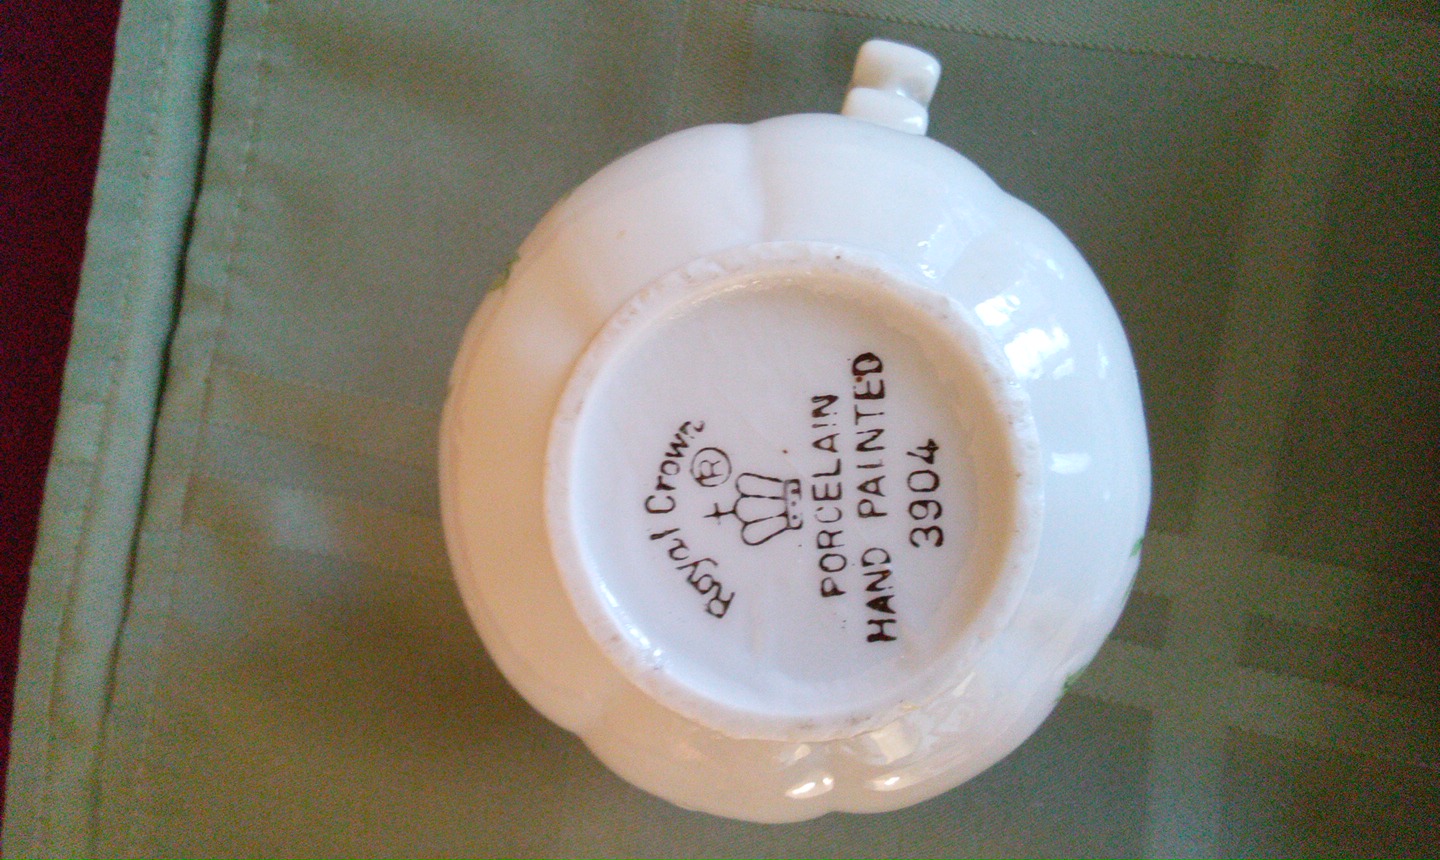 Royal Crown
®
PORCELAIN
HAND PAINTED
3904